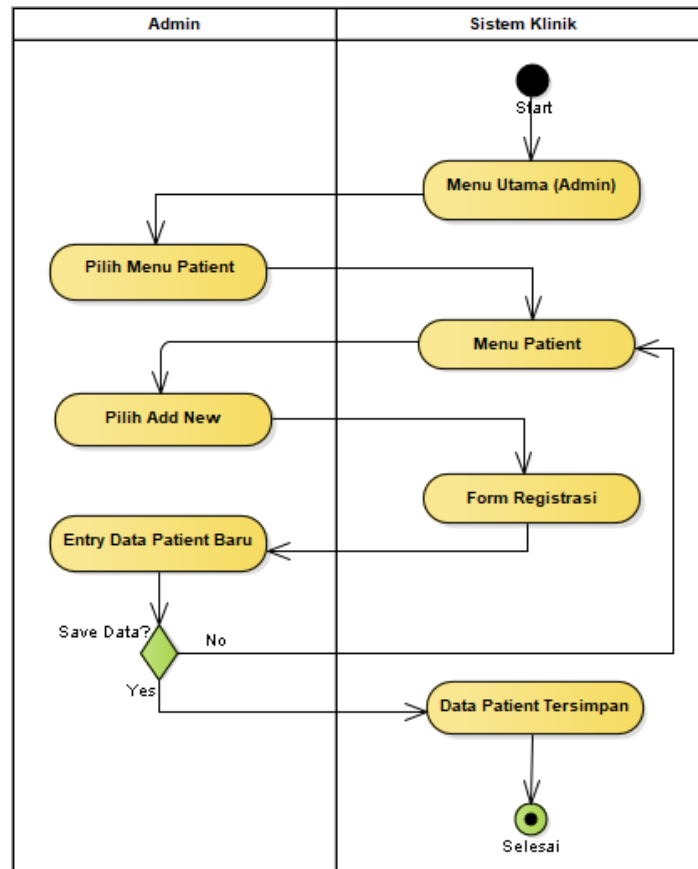 Admin
Sistem Klinik
Start
Menu Utama (Admin)
Pilih Menu Patient
Menu Patient
Pilih Add New
Form Registrasi
Entry Data Patient Baru
Save Data?
No
Yes
Data Patient Tersimpan
Selesai